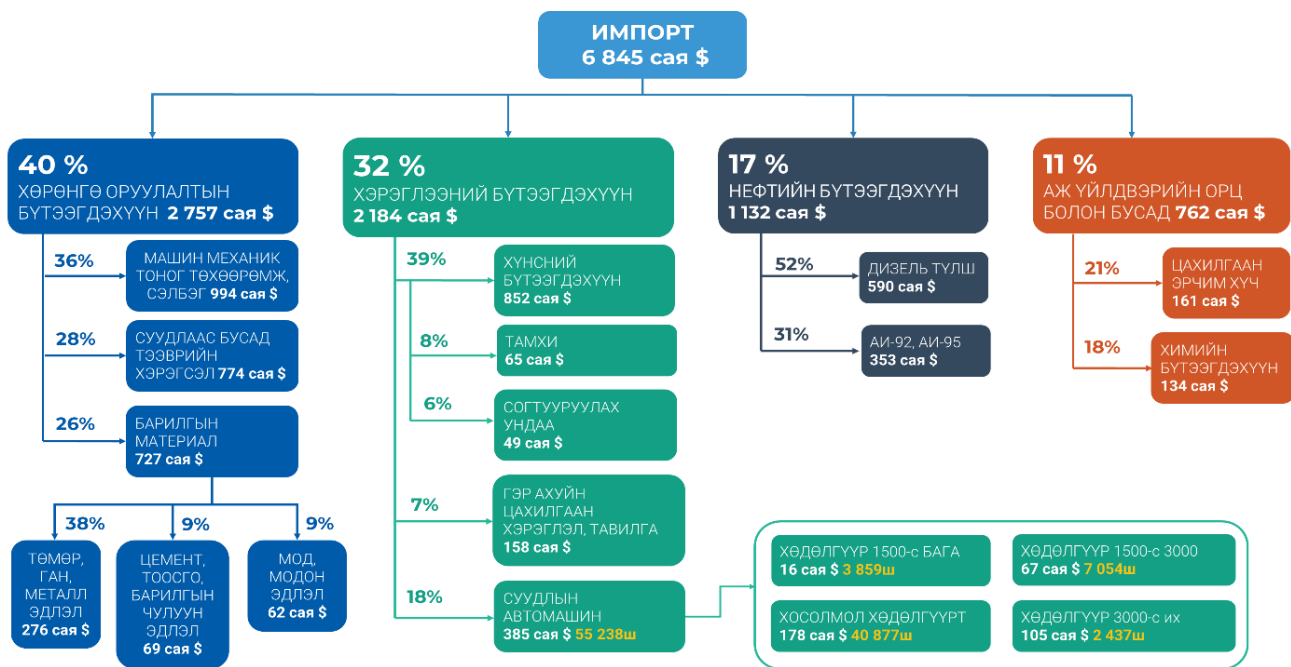 ИМПОРТ
6 845 сая $
40 %
ХӨРӨНГӨ ОРУУЛАЛТЫН
БҮТЭЭГДЭХҮҮН 2 757 сая $
36%
МАШИН МЕХАНИК
ТОНОГ ТӨХӨӨРӨМЖ,
СЭЛБЭГ 994 сая $
28%
СУУДЛААС БУСАД
ТЭЭВРИЙН
ХЭРЭГСЭЛ 774 сая $
26%
БАРИЛГЫН
МАТЕРИАЛ
727 сая $
38%
ТӨМӨР,
ГАН,
МЕТАЛЛ
ЭДЛЭЛ
276 сая $
9%
ЦЕМЕНТ,
ТООСГО,
БАРИЛГЫН
ЧУЛУУН
ЭДЛЭЛ
69 сая $
9%
МОД,
МОДОН
ЭДЛЭЛ
62 сая $
32 %
ХЭРЭГЛЭЭНИЙ БҮТЭЭГДЭХҮҮН
2 184 сая $
39%
ХҮНСНИЙ
БҮТЭЭГДЭХҮҮН
852 сая $
8%
ТАМХИ
65 сая $
6%
СОГТУУРУУЛАХ
УНДАА
49 сая $
7%
ГЭР АХУЙН
ЦАХИЛГААН
ХЭРЭГЛЭЛ, ТАВИЛГА
158 сая $
18%
СУУДЛЫН
АВТОМАШИН
385 сая $ 55 238ш
ХӨДӨЛГҮҮР 1500-с БАГА
16 сая $ 3 859ш
ХӨДӨЛГҮҮР 1500-с 3000
67 сая $ 7 054ш
ХОСОЛМОЛ ХӨДӨЛГҮҮРТ
178 сая $ 40 877ш
ХӨДӨЛГҮҮР 3000-с их
105 сая $ 2 437ш
17 %
НЕФТИЙН БҮТЭЭГДЭХҮҮН
1 132 сая $
52%
ДИЗЕЛЬ ТҮЛШ
590 сая $
31%
АИ-92, АИ-95
353 сая $
11 %
АЖ ҮЙЛДВЭРИЙН ОРЦ
БОЛОН БУСАД 762 сая $
21%
ЦАХИЛГААН
ЭРЧИМ ХҮЧ
161 сая $
18%
ХИМИЙН
БҮТЭЭГДЭХҮҮН
134 сая $